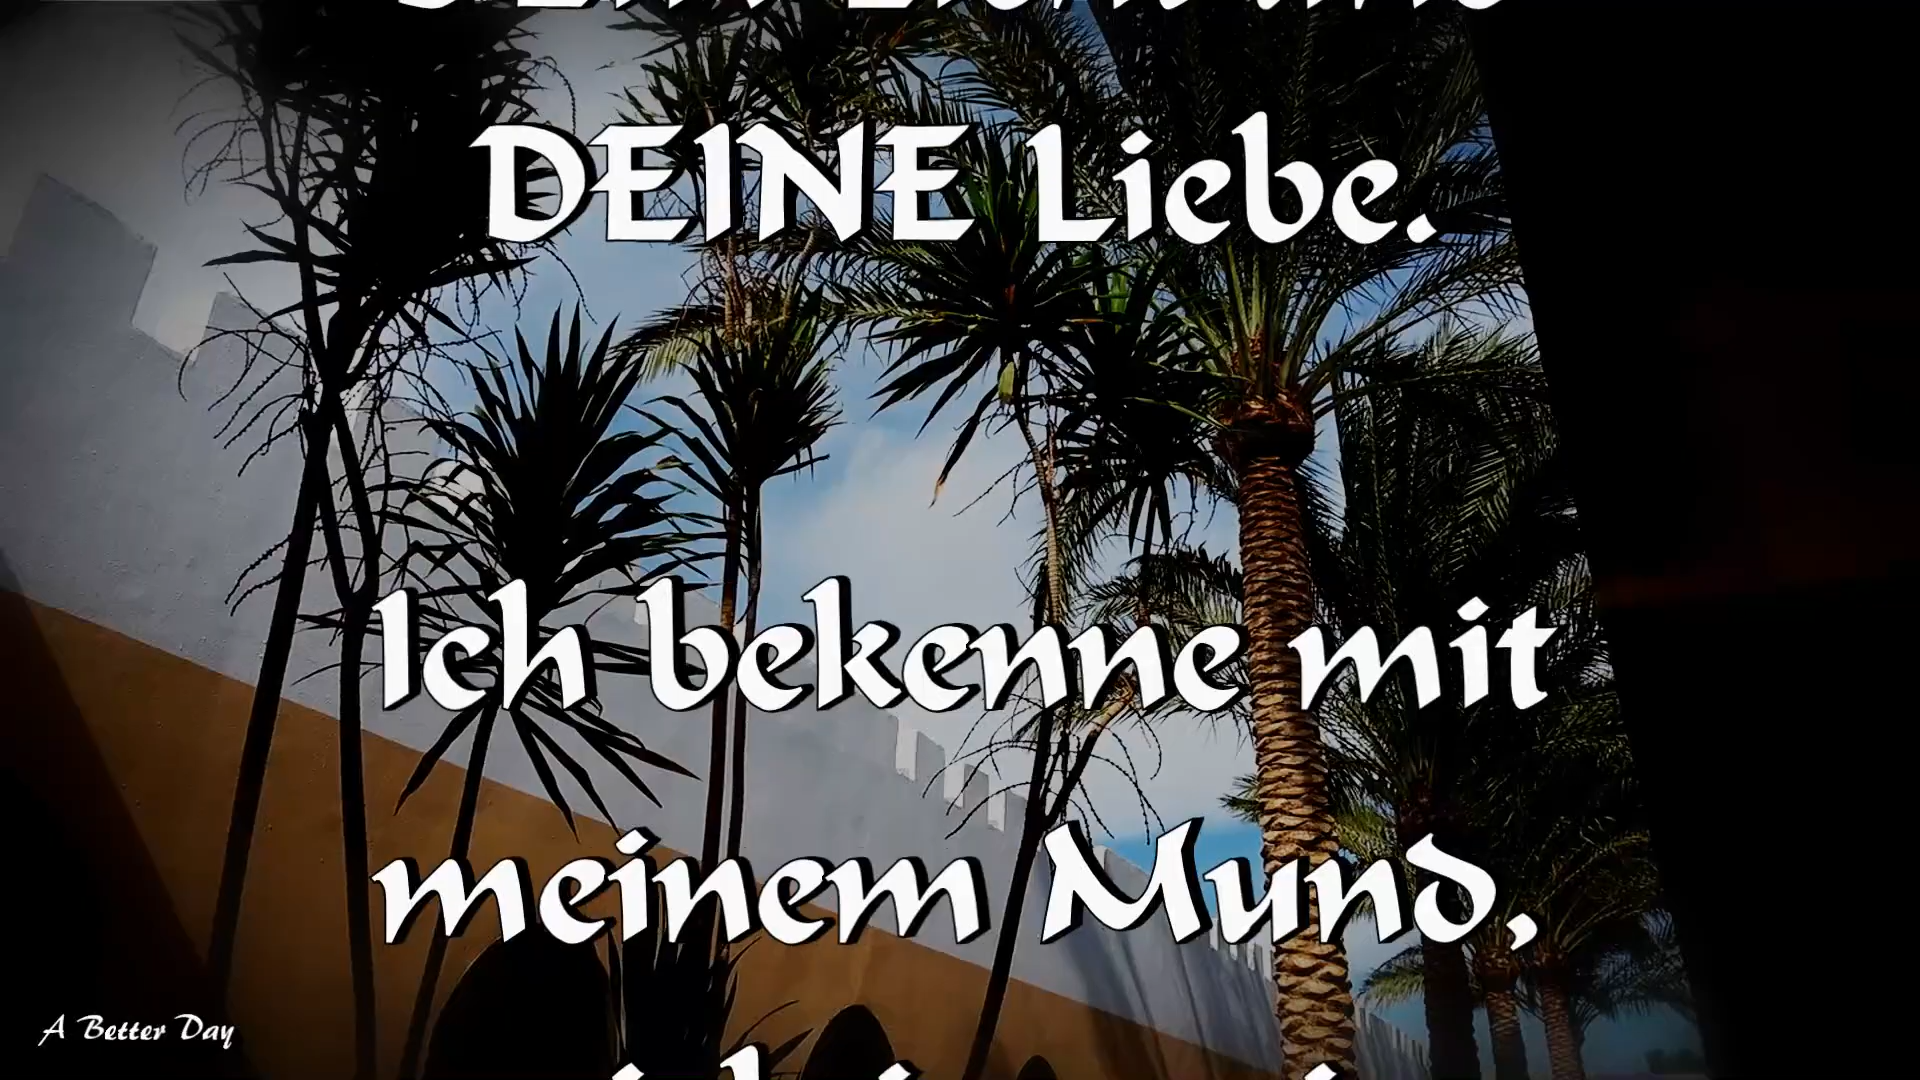 DEINE Liebe.
Ich bekenne mit
meinem Mund,
A Better Day